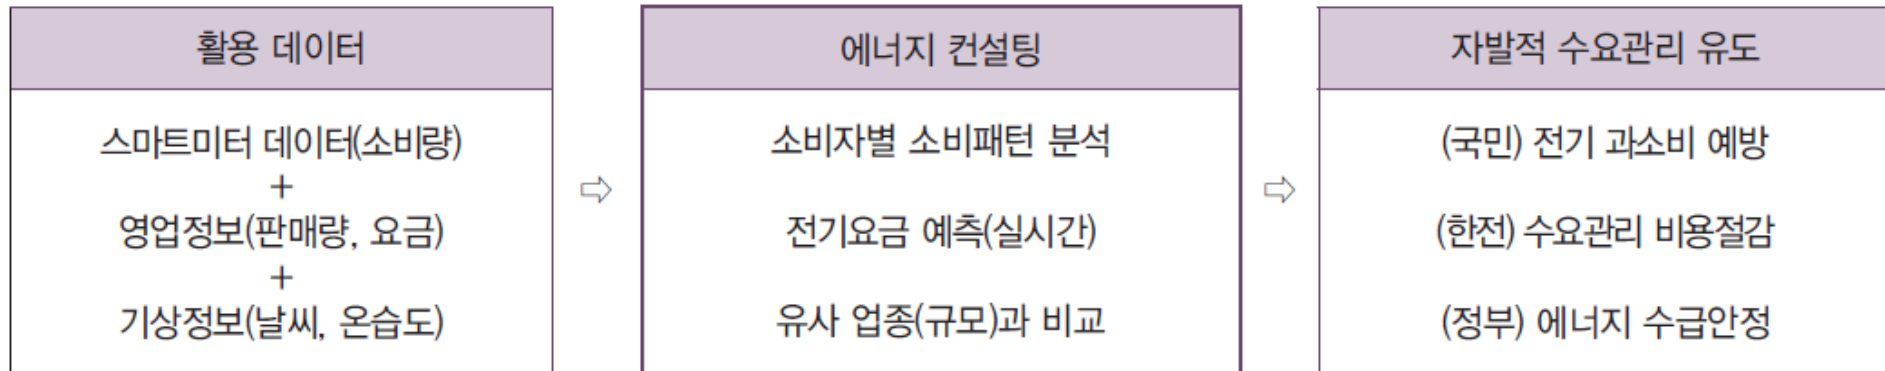 활용 데이터
스마트미터 데이터(소비량)
+
영업정보(판매량, 요금)
+
기상정보(날씨, 온습도)
⇨
에너지 컨설팅
소비자별 소비패턴 분석
전기요금 예측(실시간)
유사 업종(규모)과 비교
⇨
자발적 수요관리 유도
(국민) 전기 과소비 예방
(한전) 수요관리 비용절감
(정부) 에너지 수급안정